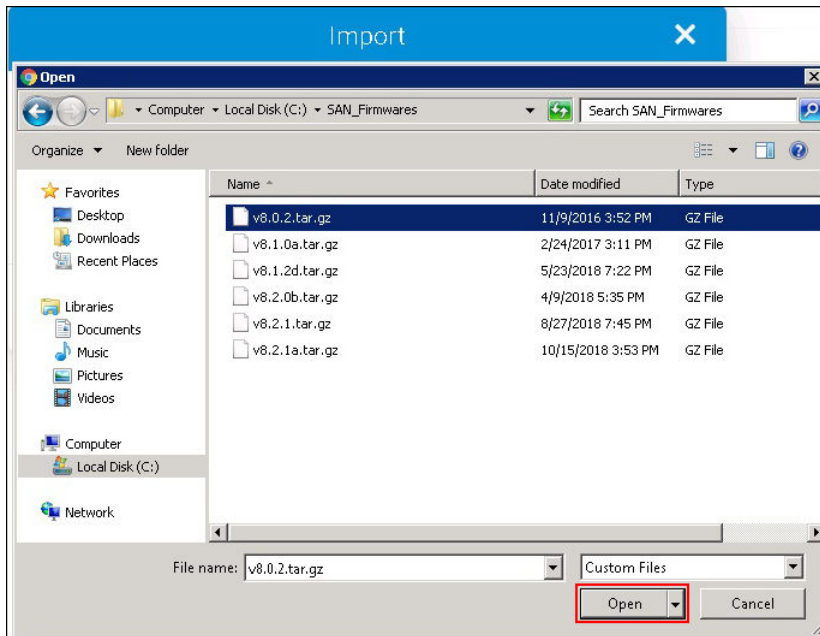 Import
Open
Computer Local Disk (C:) SAN_Firmwares
Search SAN_Firmwares
Organize New folder
Favorites
Desktop
Downloads
Recent Places
Libraries
Documents
Music
Pictures
Videos
Computer
Local Disk (C:)
Network
Name Date modified Type
v8.0.2.tar.gz 11/9/2016 3:52 PM GZ File
v8.1.0a.tar.gz 2/24/2017 3:11 PM GZ File
v8.1.2d.tar.gz 5/23/2018 7:22 PM GZ File
v8.2.0b.tar.gz 4/9/2018 5:35 PM GZ File
v8.2.1.tar.gz 8/27/2018 7:45 PM GZ File
v8.2.1a.tar.gz 10/15/2018 3:53 PM GZ File
File name: v8.0.2.tar.gz Custom Files
Open Cancel